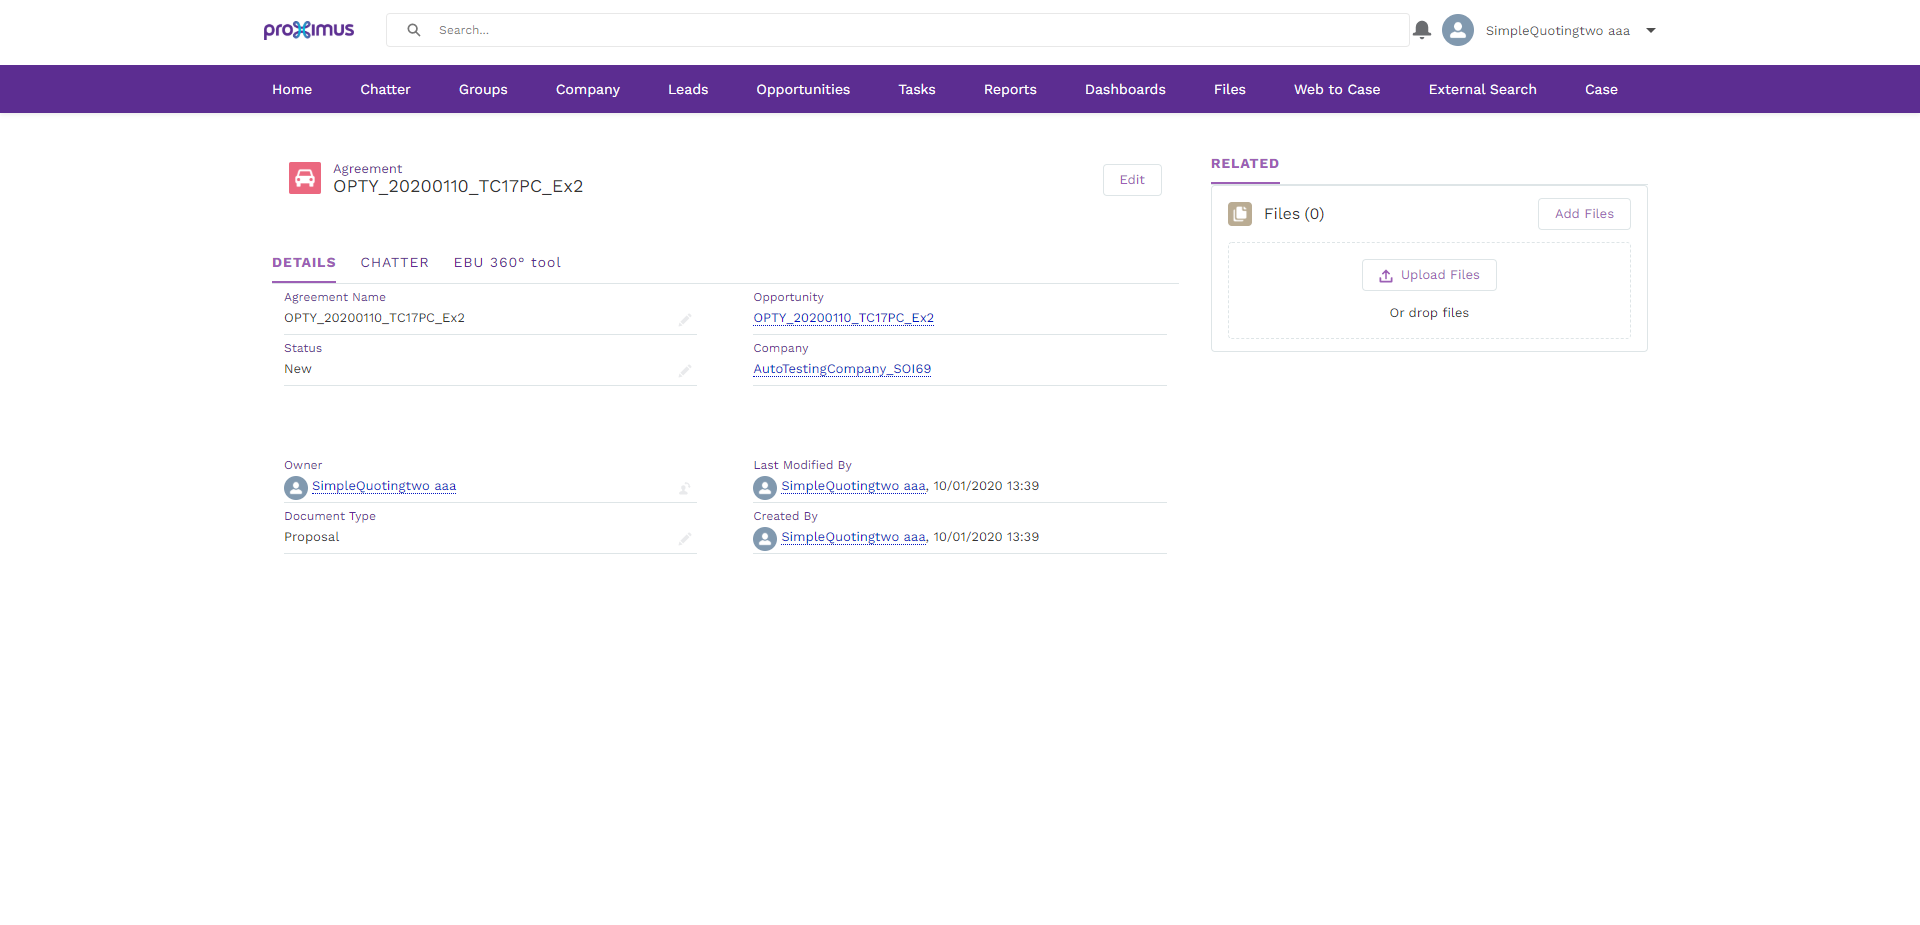 proximus
Search...
SimpleQuotingtwo aaa
Home Chatter Groups Company Leads Opportunities Tasks Reports Dashboards Files Web to Case External Search Case
Agreement
OPTY_20200110_TC17PC_Ex2
Edit
DETAILS CHATTER EBU 360° tool
Agreement Name
OPTY_20200110_TC17PC_Ex2
Opportunity
OPTY_20200110_TC17PC_Ex2
Status
New
Company
AutoTestingCompany_SOI69
Owner
SimpleQuotingtwo aaa
Last Modified By
SimpleQuotingtwo aaa, 10/01/2020 13:39
Document Type
Proposal
Created By
SimpleQuotingtwo aaa, 10/01/2020 13:39
RELATED
Files (0)
Add Files
Upload Files
Or drop files